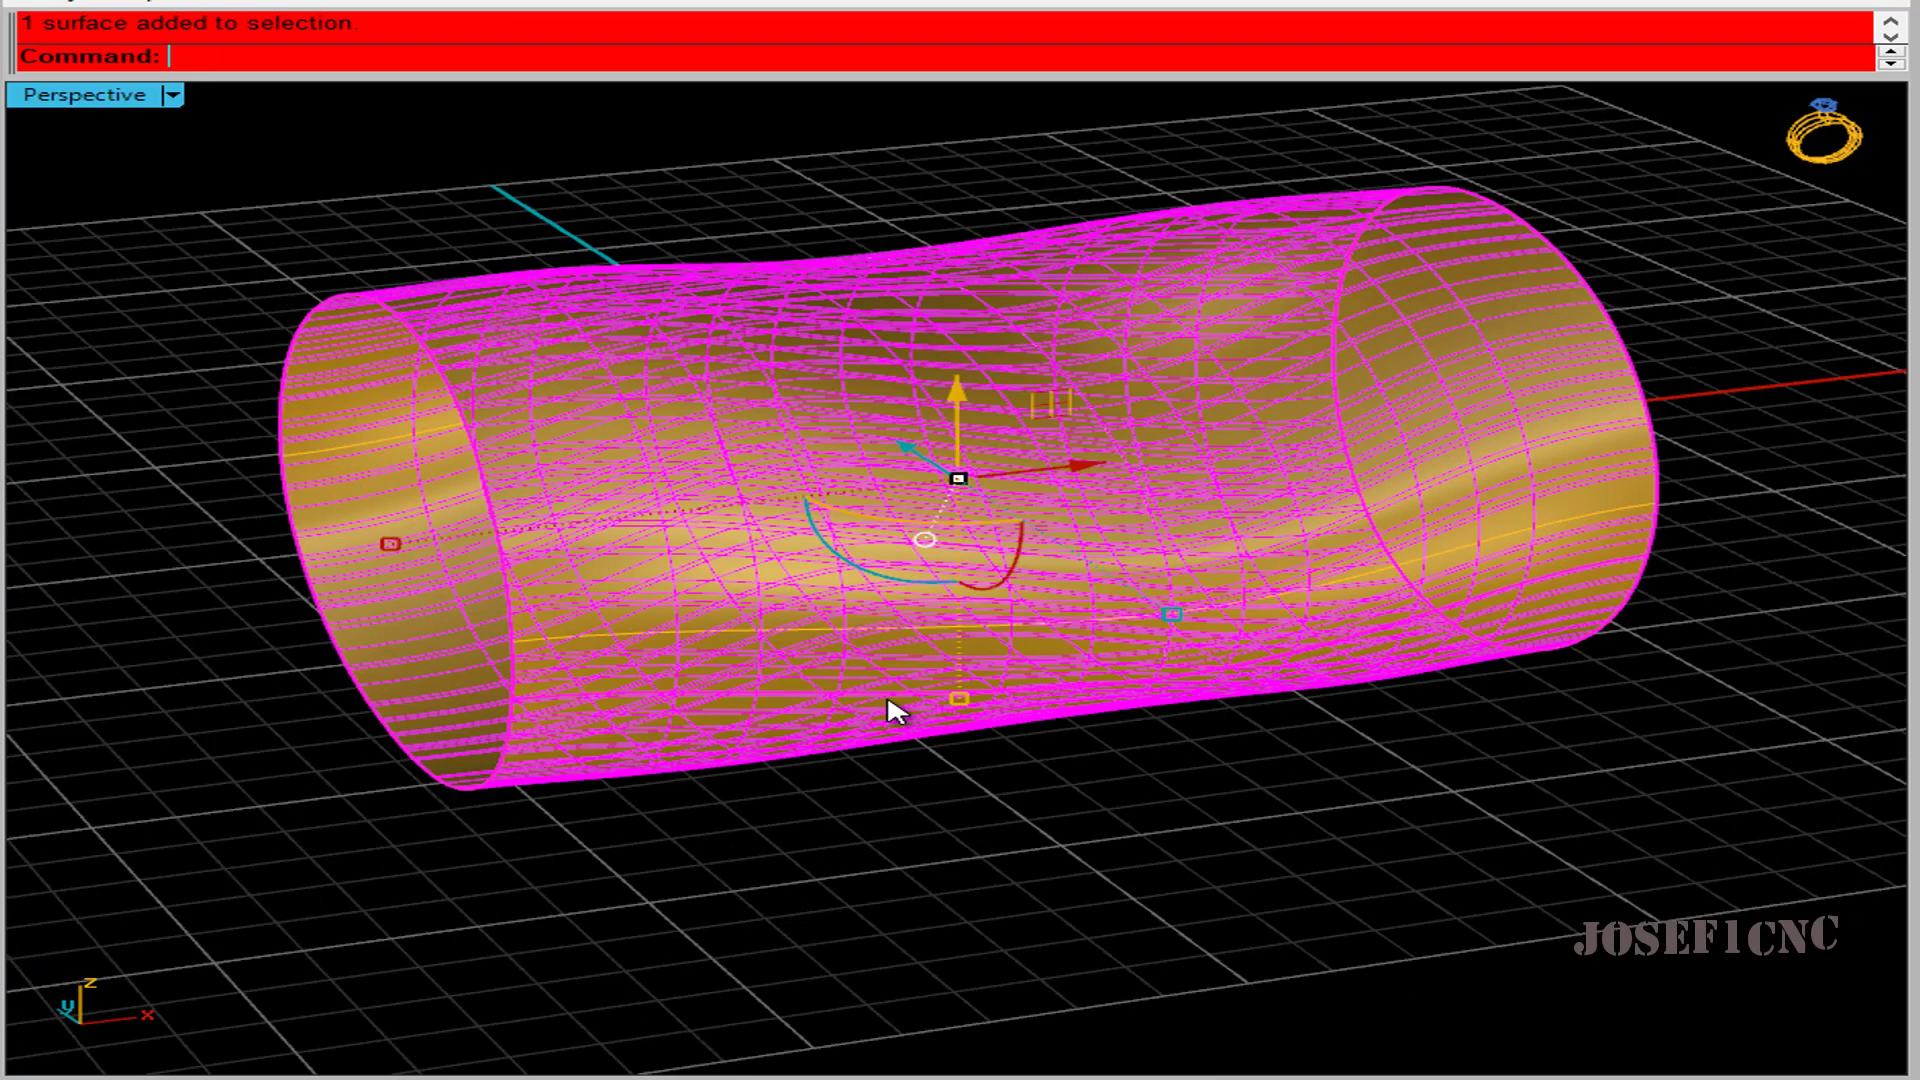 1 surface added to selection.
Command:
Perspective
z
y
x
JOSEF1CNC